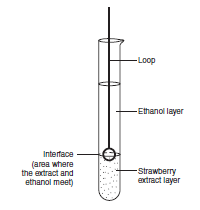 Loop
Ethanol layer
Interface
(area where
the extract and
ethanol meet)
Strawberry
extract layer